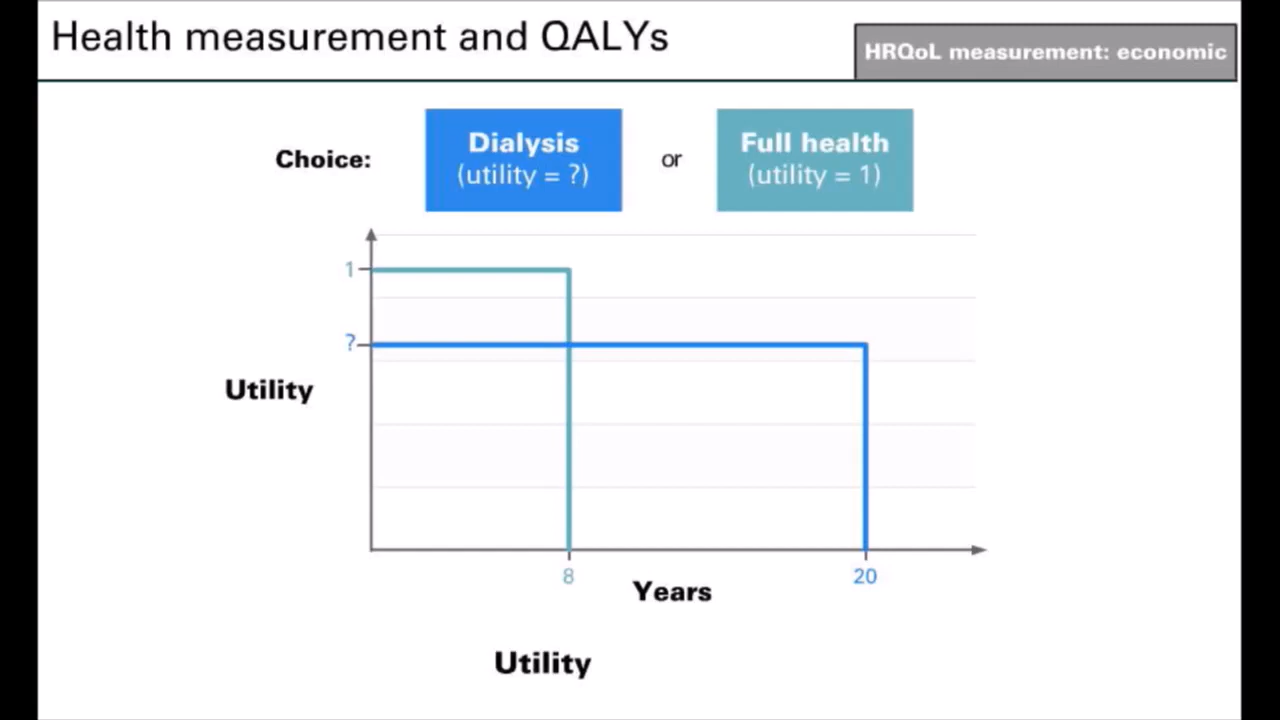 Health measurement and QALYs
HRQoL measurement: economic
Choice:
Dialysis
(utility = ?)
or
Full health
(utility = 1)
1
?
Utility
8
20
Years
Utility